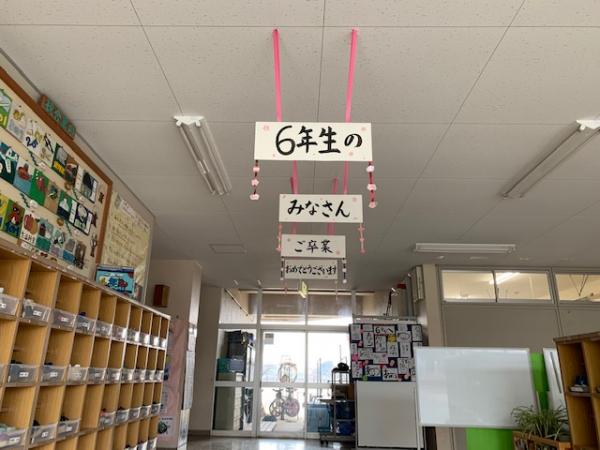 6年生の
みなさん
ご卒業
おめでとうございます